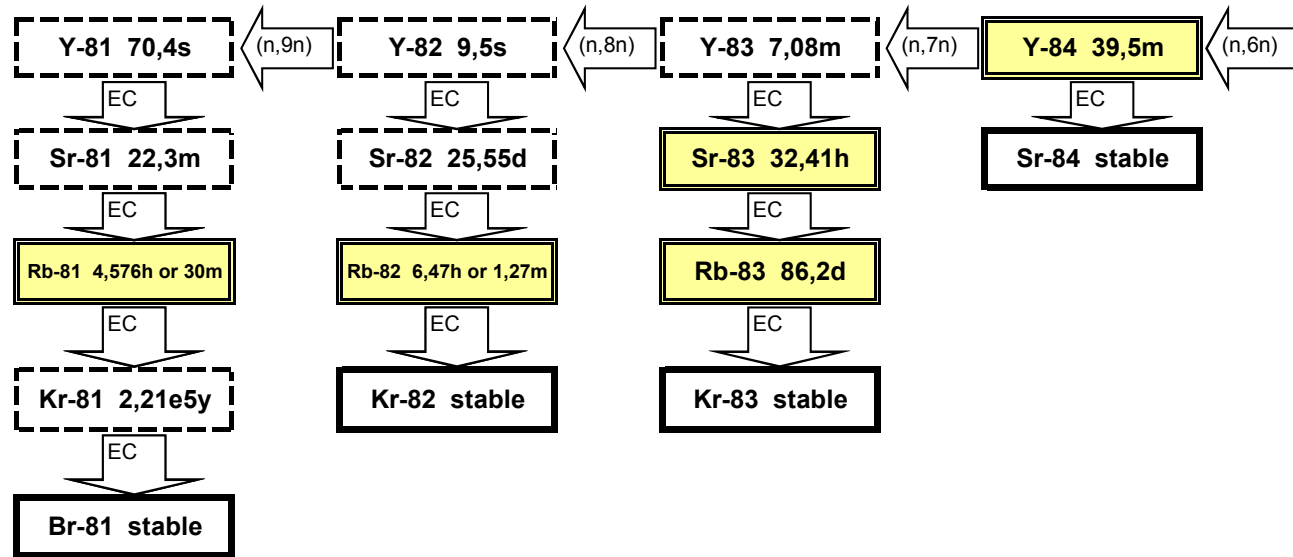 Y-81 70,4s
(n,9n)
Y-82 9,5s
(n,8n)
Y-83 7,08m
(n,7n)
Y-84 39,5m
(n,6n)
EC
EC
EC
EC
Sr-81 22,3m
Sr-82 25,55d
Sr-83 32,41h
Sr-84 stable
EC
EC
EC
Rb-81 4,576h or 30m
Rb-82 6,47h or 1,27m
Rb-83 86,2d
EC
EC
EC
Kr-81 2,21e5y
Kr-82 stable
Kr-83 stable
EC
Br-81 stable